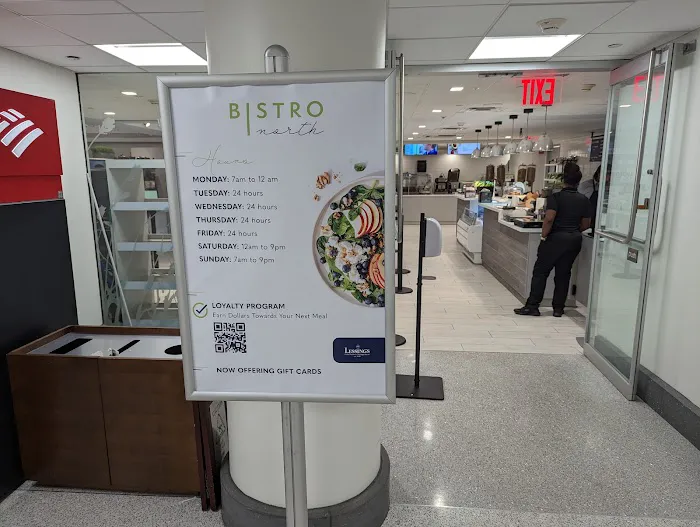 BISTRO
north
Hours
MONDAY: 7am to 12 am
TUESDAY: 24 hours
WEDNESDAY: 24 hours
THURSDAY: 24 hours
FRIDAY: 24 hours
SATURDAY: 12am to 9pm
SUNDAY: 7am to 9pm
LOYALTY PROGRAM
Earn Dollars Towards Your Next Meal
LESSINGS
NOW OFFERING GIFT CARDS
EXIT